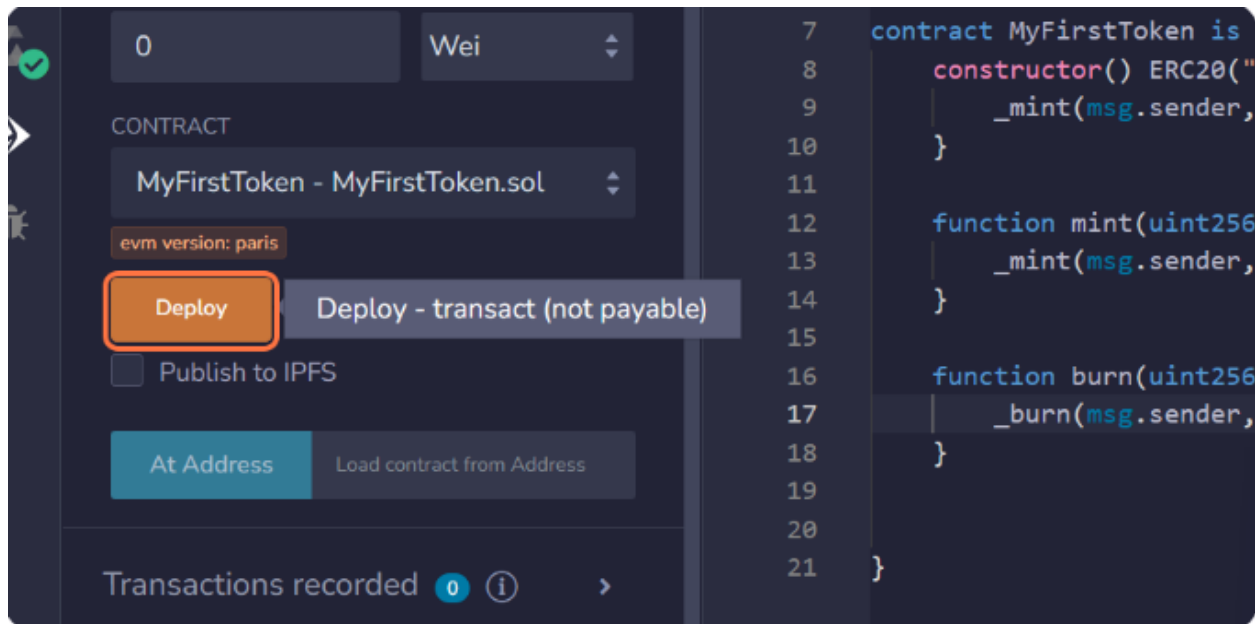 0
Wei
CONTRACT
MyFirstToken - MyFirstToken.sol
evm version: paris
Deploy
Deploy - transact (not payable)
Publish to IPFS
At Address
Load contract from Address
Transactions recorded 0 i >
7 contract MyFirstToken is
8 constructor() ERC20("
9 _mint(msg.sender,
10 }
11
12 function mint(uint256
13 _mint(msg.sender,
14 }
15
16 function burn(uint256
17 _burn(msg.sender,
18 }
19
20
21 }